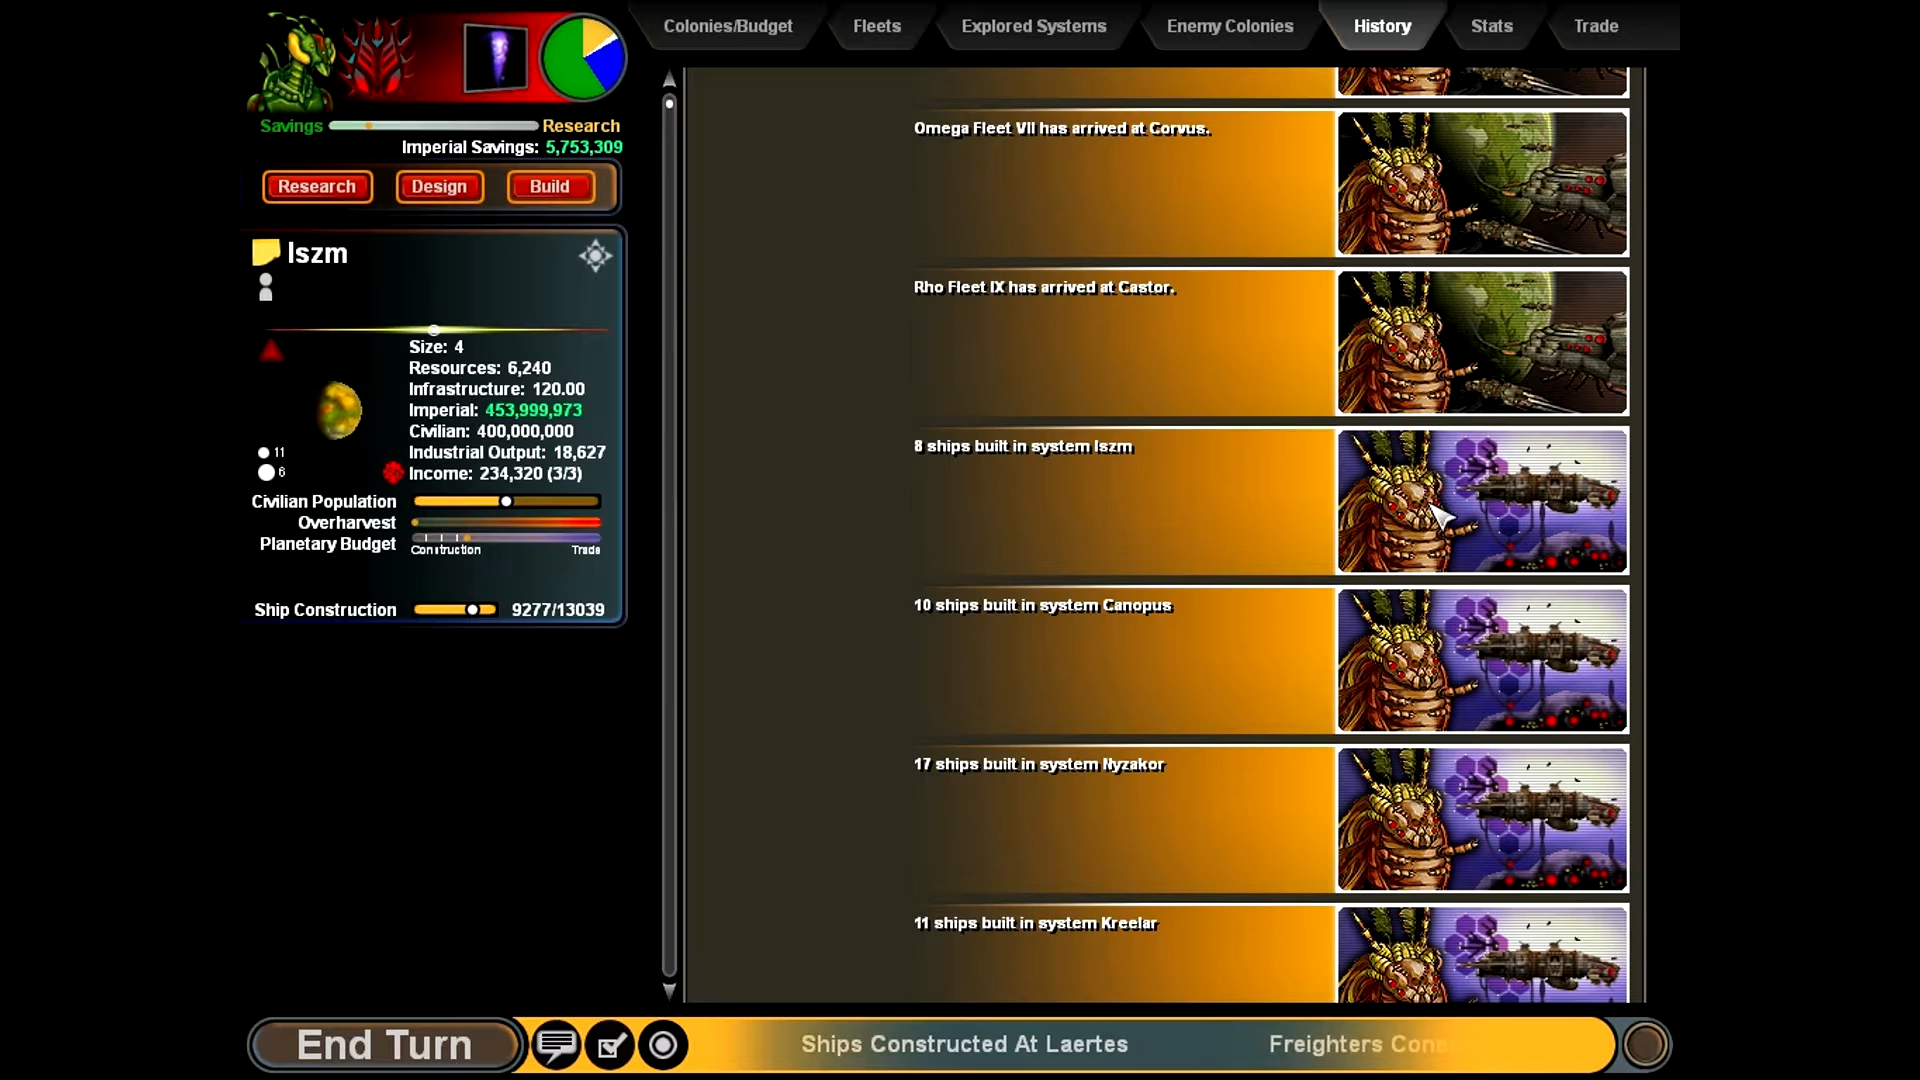 Colonies/Budget
Fleets
Explored Systems
Enemy Colonies
History
Stats
Trade
Savings
Research
Imperial Savings: 5,753,309
Research
Design
Build
Iszm
Size: 4
Resources: 6,240
Infrastructure: 120.00
Imperial: 453,999,973
Civilian: 400,000,000
Industrial Output: 18,627
Income: 234,320 (3/3)
11
6
Civilian Population
Overharvest
Planetary Budget
Construction
Trade
Ship Construction
9277/13039
Omega Fleet VII has arrived at Corvus.
Rho Fleet IX has arrived at Castor.
8 ships built in system Iszm
10 ships built in system Canopus
17 ships built in system Nyzakor
11 ships built in system Kreelar
End Turn
Ships Constructed At Laertes
Freighters Cons